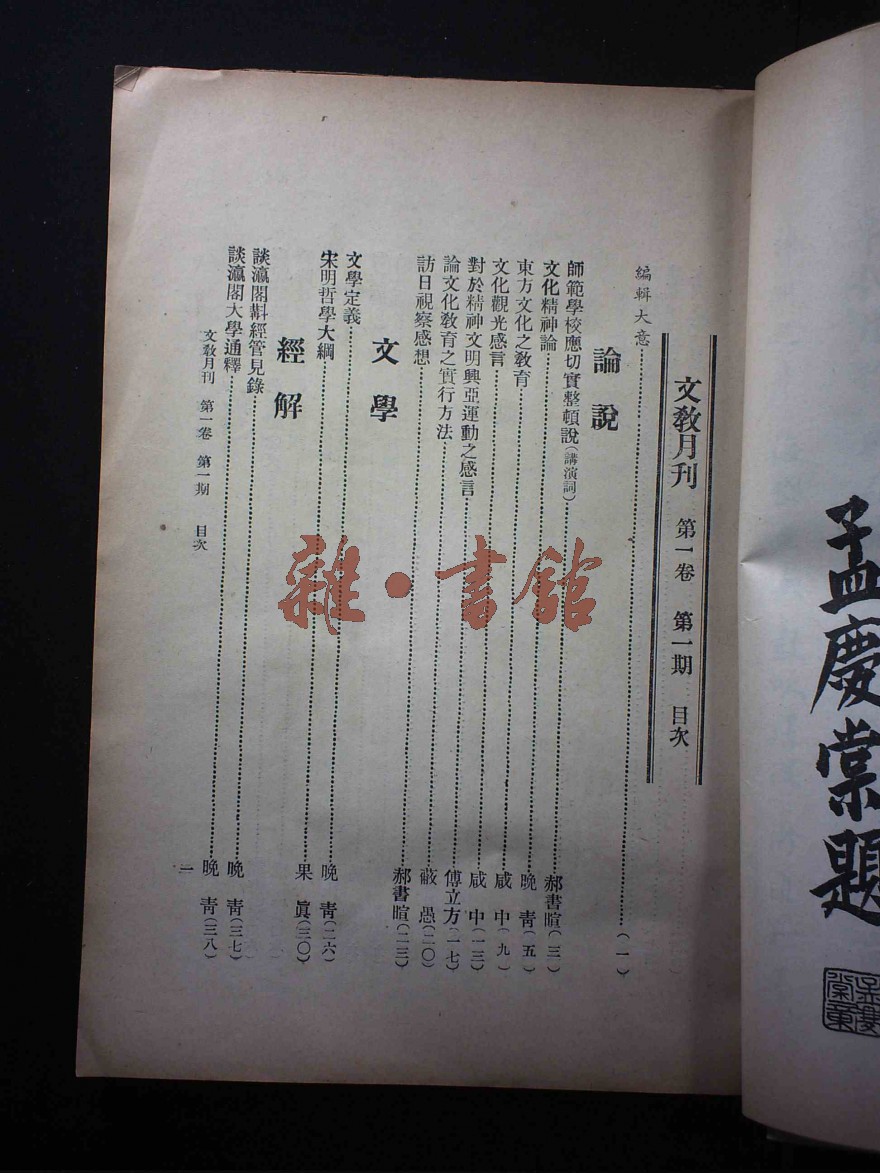 孟慶棠題
文教月刊 第一卷 第一期 目次
編輯大意……(一)
論說
師範學校應切實整頓說(講演詞)……郝書暄(三)
文化精神論……晚 青(五)
東方文化之教育……咸 中(九)
文化觀光感言……咸 中(一三)
對於精神文明興亞運動之感言……傅立方(一七)
論文化教育之實行方法……蔽 愚(二〇)
訪日視察感想……郝書暄(二三)
文學
文學定義……晚 青(二六)
宋明哲學大綱……果 眞(三〇)
經解
談瀛閣斠經管見錄……晚 青(三七)
談瀛閣大學通釋……晚 青(三八)
文教月刊 第一卷 第一期 目次 一
雜·書館